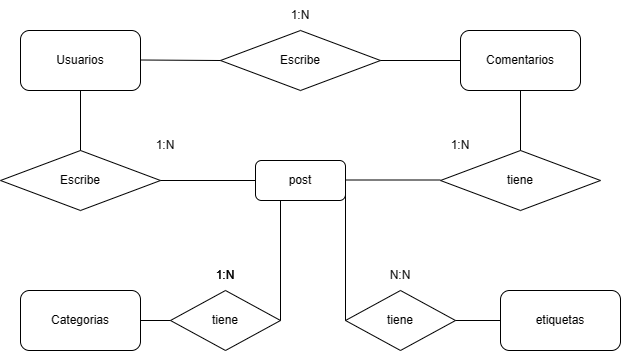 1:N
Usuarios
Escribe
Comentarios
1:N
1:N
Escribe
post
tiene
1:N
N:N
Categorias
tiene
tiene
etiquetas